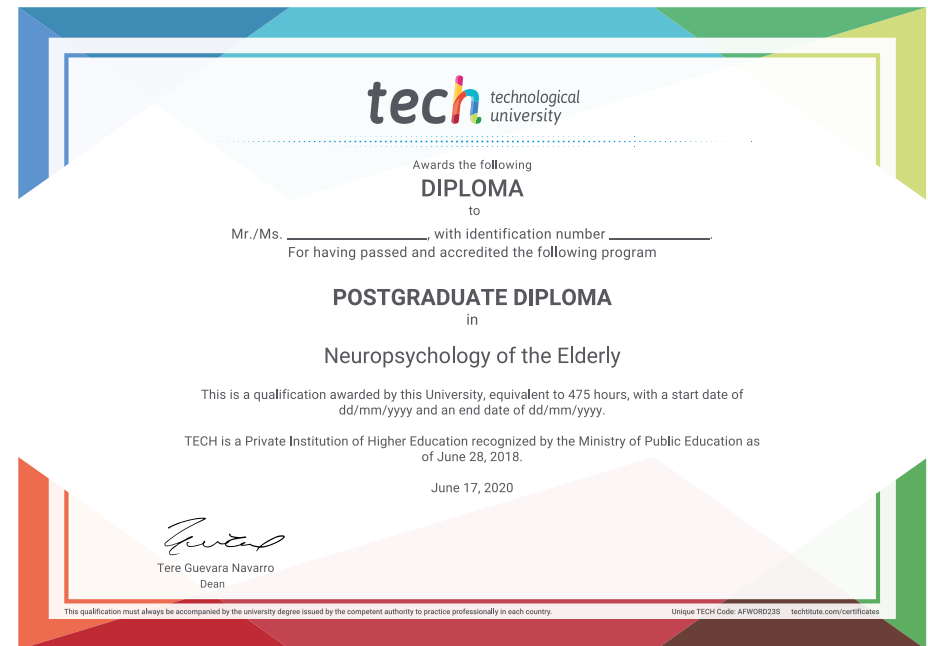 tech technological
university
Awards the following
DIPLOMA
to
Mr./Ms. ____________________, with identification number ______________.
For having passed and accredited the following program
POSTGRADUATE DIPLOMA
in
Neuropsychology of the Elderly
This is a qualification awarded by this University, equivalent to 475 hours, with a start date of
dd/mm/yyyy and an end date of dd/mm/yyyy.
TECH is a Private Institution of Higher Education recognized by the Ministry of Public Education as
of June 28, 2018.
June 17, 2020
Tere Guevara Navarro
Dean
This qualification must always be accompanied by the university degree issued by the competent authority to practice professionally in each country.
Unique TECH Code: AFWORD23S techtitute.com/certificates